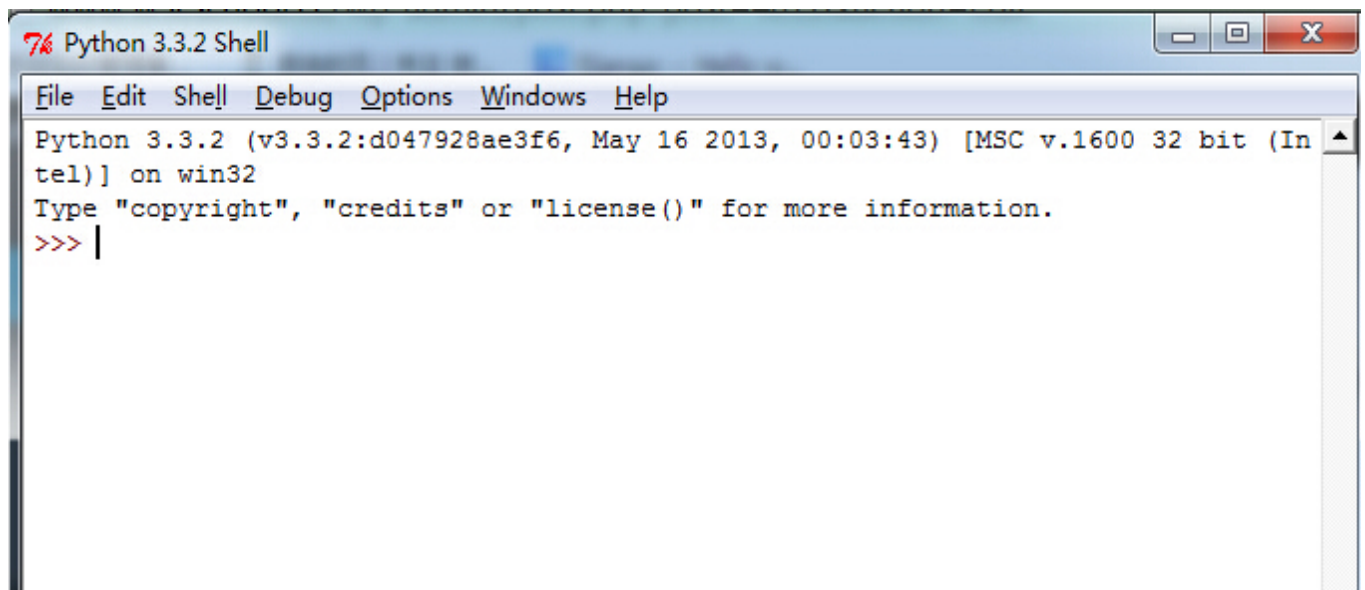 Python 3.3.2 Shell
File Edit Shell Debug Options Windows Help
Python 3.3.2 (v3.3.2:d047928ae3f6, May 16 2013, 00:03:43) [MSC v.1600 32 bit (In
tel)] on win32
Type "copyright", "credits" or "license()" for more information.
>>>